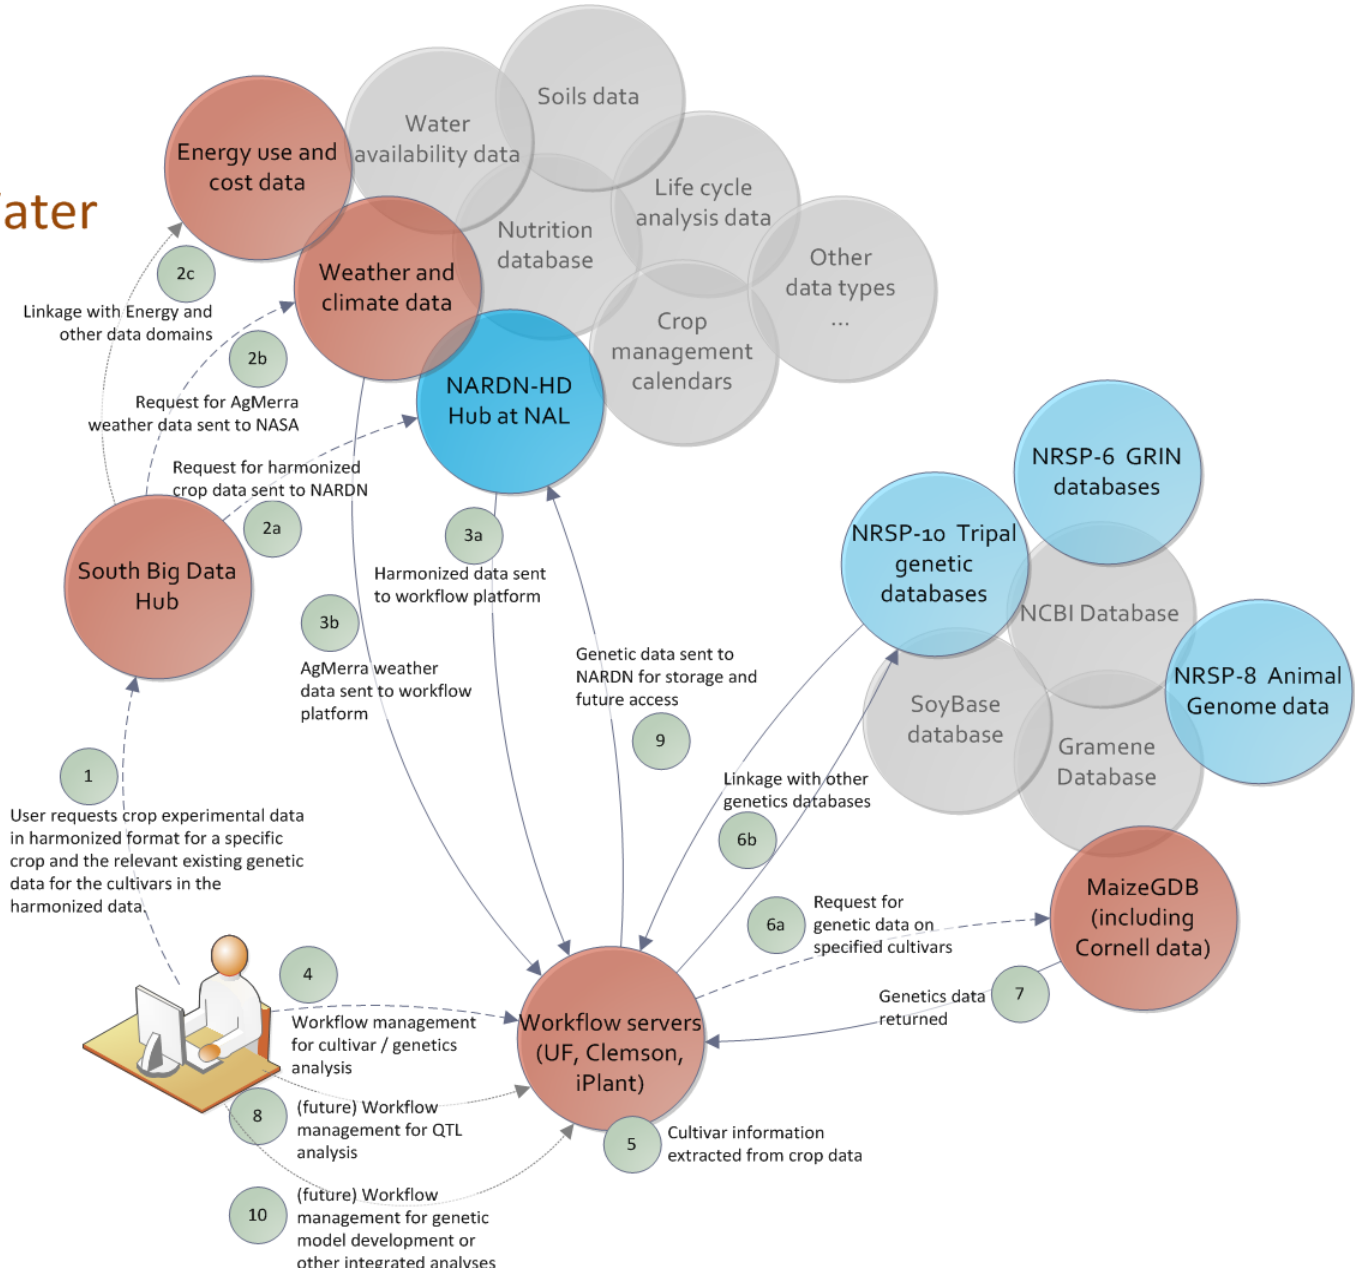 Soils data
Water
availability data
Energy use and
cost data
Life cycle
analysis data
ater
Nutrition
database
Other
data types
...
Weather and
climate data
2c
Linkage with Energy and
other data domains
Crop
management
calendars
2b
NARDN-HD
Hub at NAL
Request for AgMerra
weather data sent to NASA
Request for harmonized
crop data sent to NARDN
2a
NRSP-6 GRIN
databases
NRSP-10 Tripal
genetic
databases
3a
South Big Data
Hub
Harmonized data sent
to workflow platform
NCBI Database
3b
AgMerra weather
data sent to workflow
platform
Genetic data sent to
NARDN for storage and
future access
NRSP-8 Animal
Genome data
SoyBase
database
9
Gramene
Database
1
User requests crop experimental data
in harmonized format for a specific
crop and the relevant existing genetic
data for the cultivars in the
harmonized data.
Linkage with other
genetics databases
6b
MaizeGDB
(including
Cornell data)
6a
Request for
genetic data on
specified cultivars
4
Workflow management
for cultivar / genetics
analysis
7
Genetics data
returned
Workflow servers
(UF, Clemson,
iPlant)
8
(future) Workflow
management for QTL
analysis
5
Cultivar information
extracted from crop data
10
(future) Workflow
management for genetic
model development or
other integrated analyses